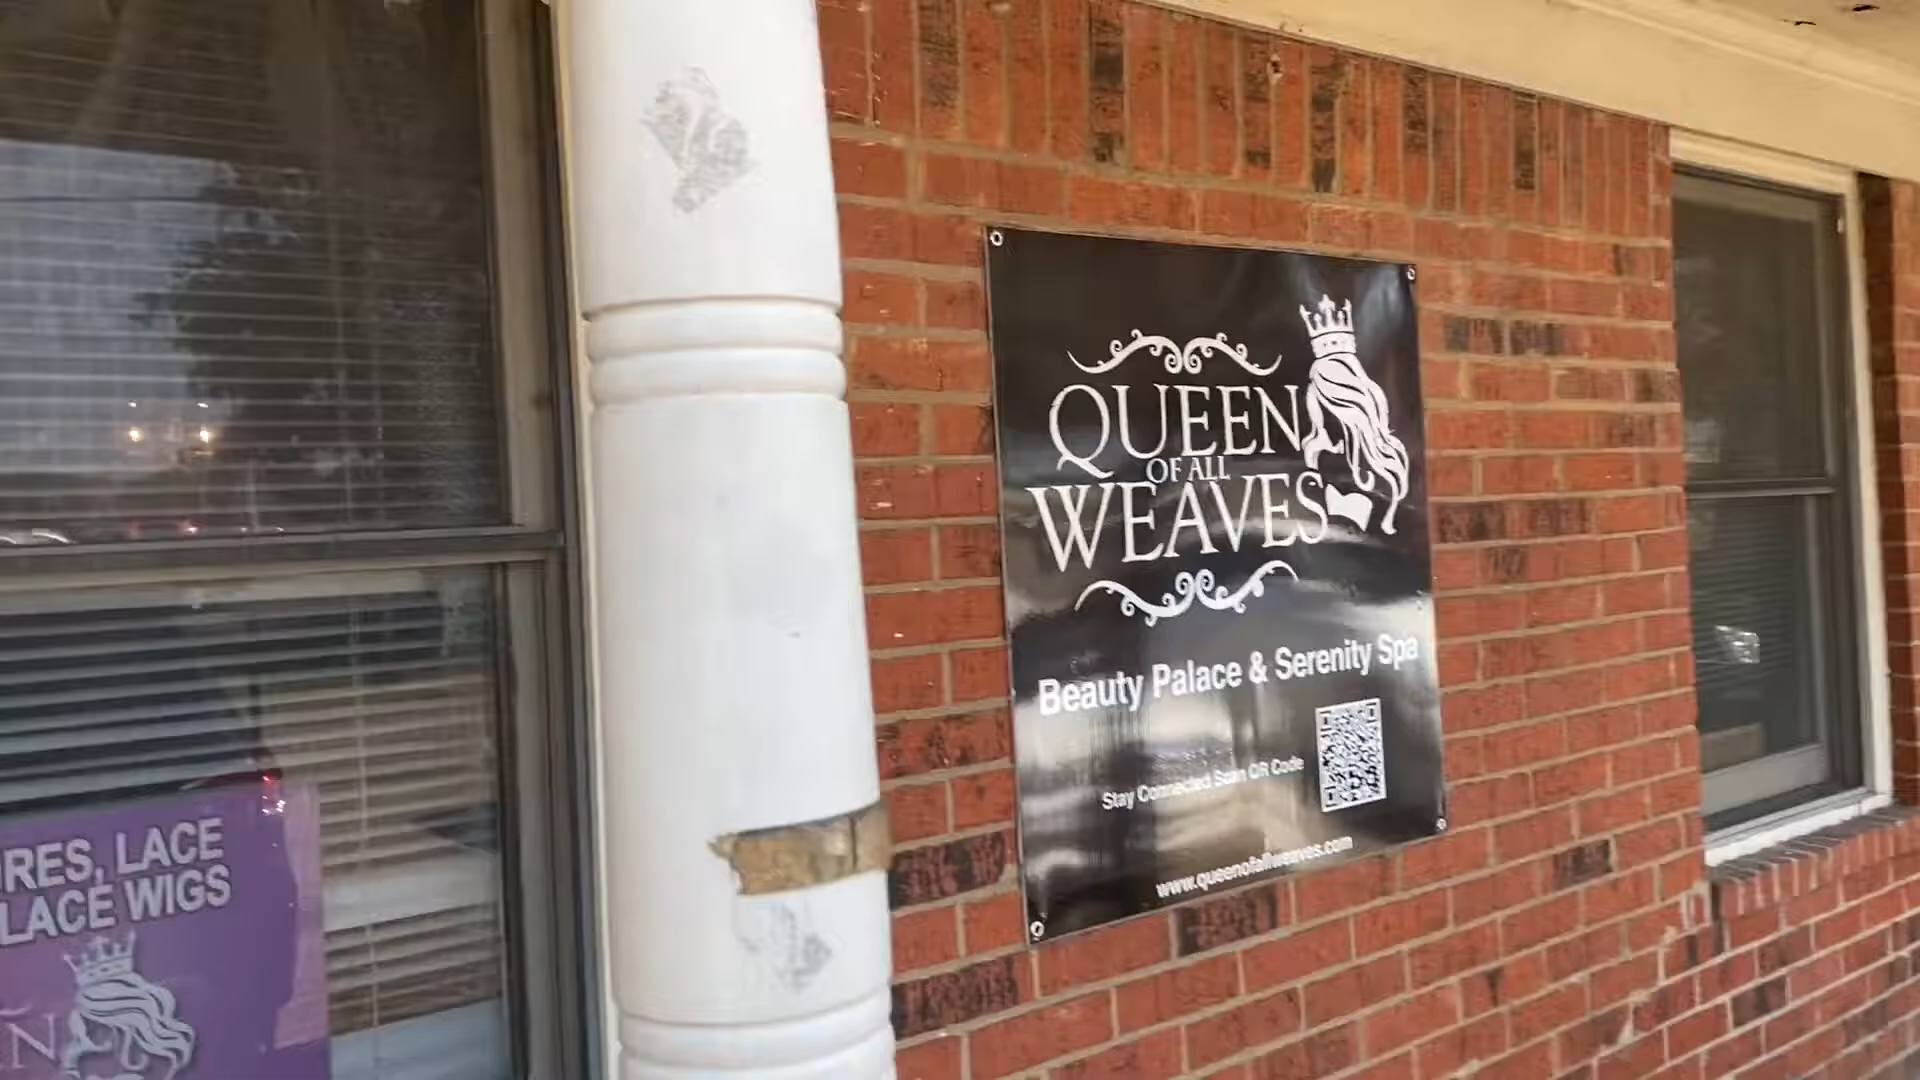 QUEEN
OF ALL
WEAVES
Beauty Palace & Serenity Spa
Stay Connected Scan QR Code
www.queenofallweaves.com
RES, LACE
LACE WIGS
EN